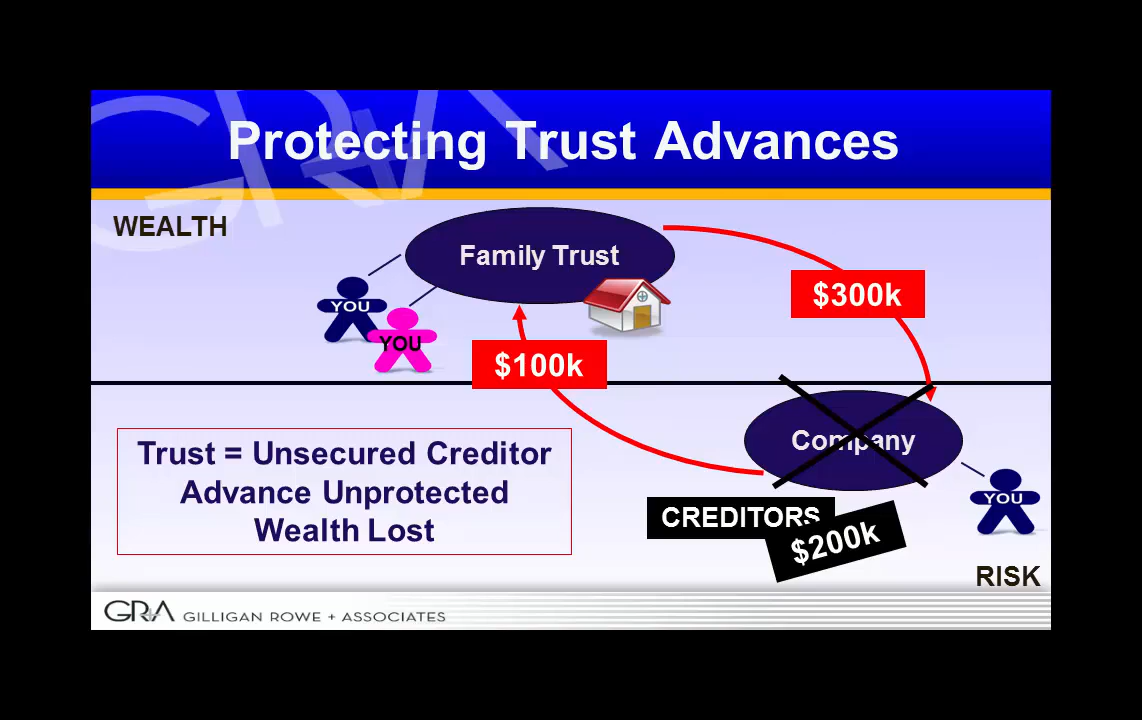 Protecting Trust Advances
WEALTH
Family Trust
YOU
YOU
$300k
$100k
Company
Trust = Unsecured Creditor
Advance Unprotected
Wealth Lost
YOU
CREDITORS
$200k
RISK
GRA GILLIGAN ROWE + ASSOCIATES